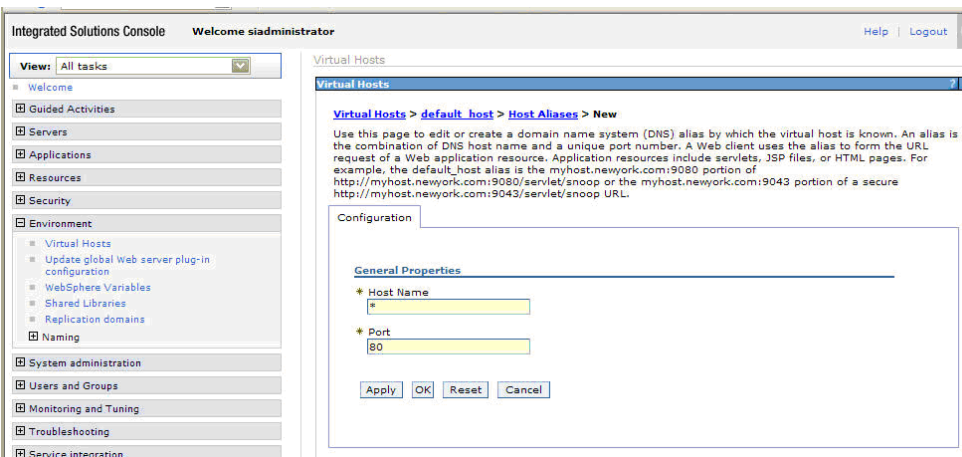 Integrated Solutions Console Welcome siadministrator Help | Logout
View: All tasks
Welcome
Guided Activities
Servers
Applications
Resources
Security
Environment
Virtual Hosts
Update global Web server plug-in
configuration
WebSphere Variables
Shared Libraries
Replication domains
Naming
System administration
Users and Groups
Monitoring and Tuning
Troubleshooting
Service integration
Virtual Hosts
Virtual Hosts ?
Virtual Hosts > default_host > Host Aliases > New
Use this page to edit or create a domain name system (DNS) alias by which the virtual host is known. An alias is
the combination of DNS host name and a unique port number. A Web client uses the alias to form the URL
request of a Web application resource. Application resources include servlets, JSP files, or HTML pages. For
example, the default_host alias is the myhost.newyork.com:9080 portion of
http://myhost.newyork.com:9080/servlet/snoop or the myhost.newyork.com:9043 portion of a secure
http://myhost.newyork.com:9043/servlet/snoop URL.
Configuration
General Properties
* Host Name
*
* Port
80
Apply OK Reset Cancel